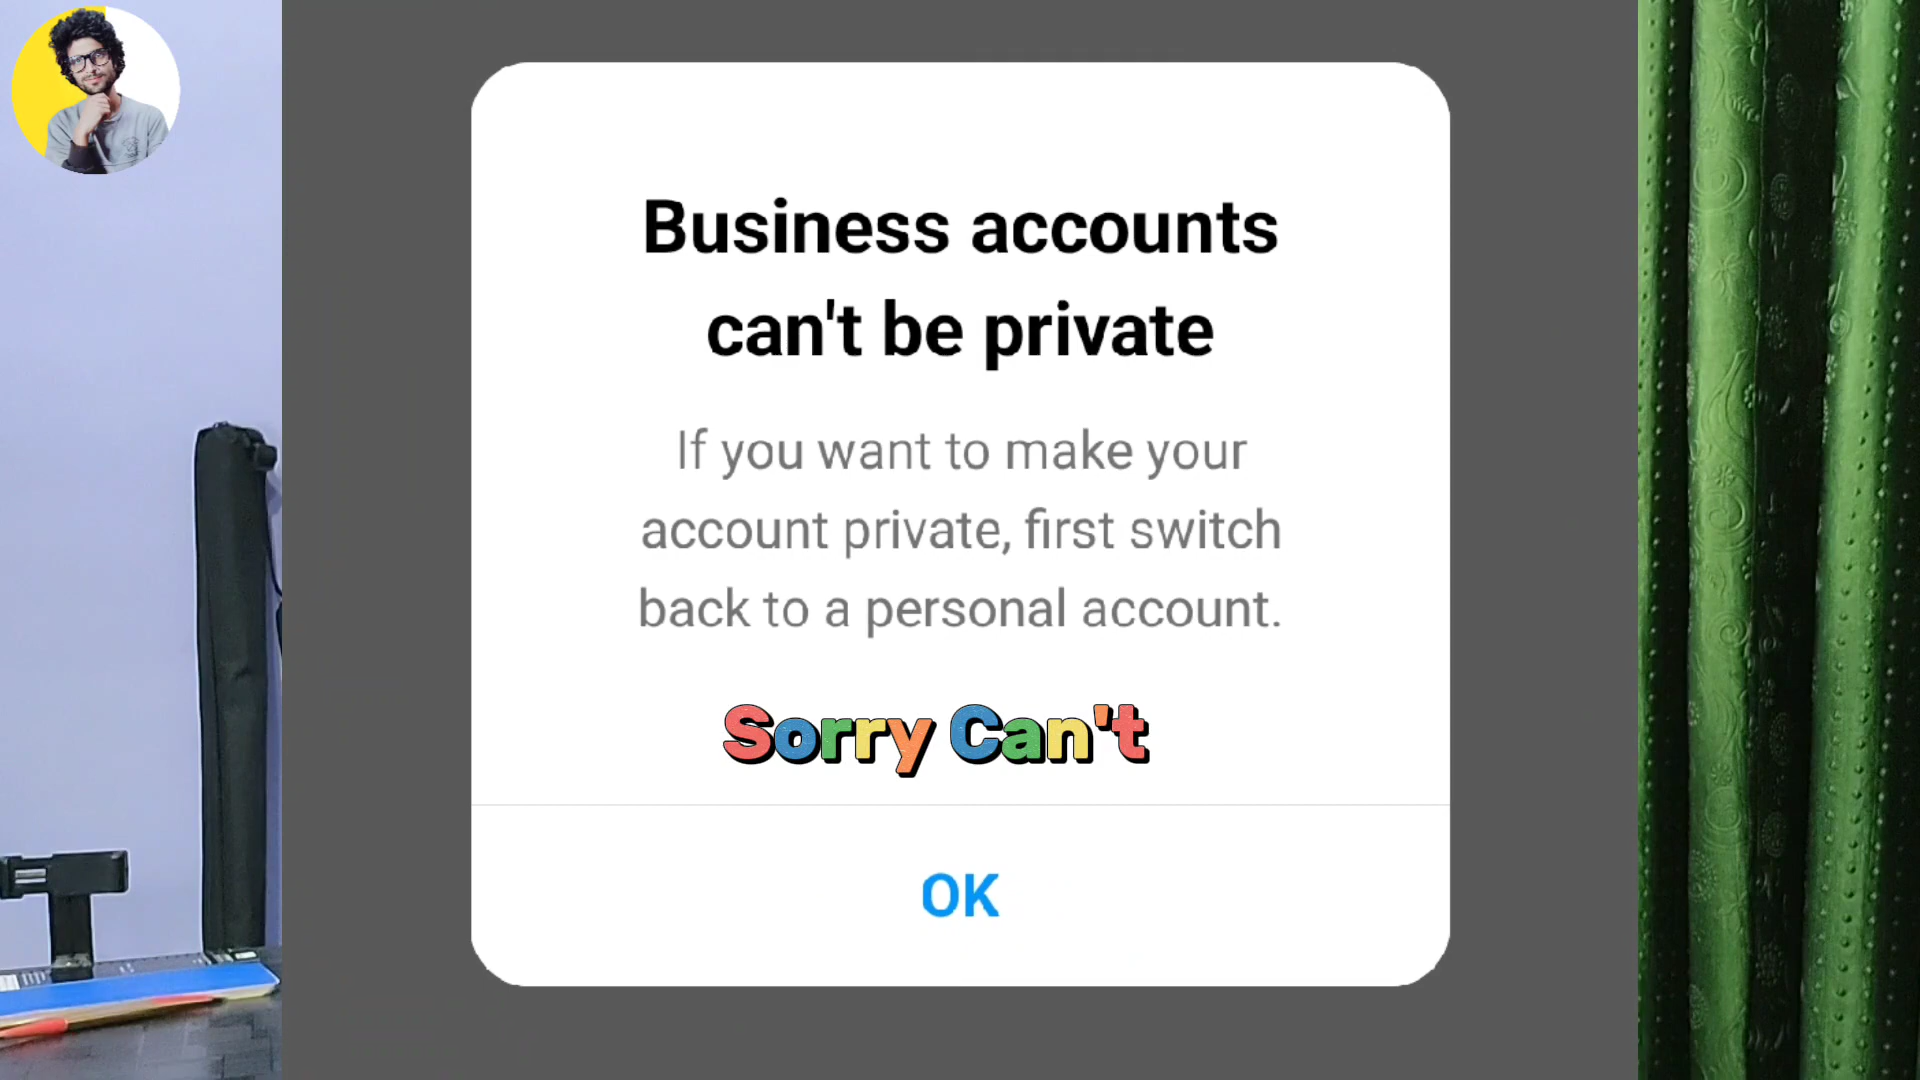 Business accounts
can't be private
If you want to make your
account private, first switch
back to a personal account.
Sorry Can't
OK